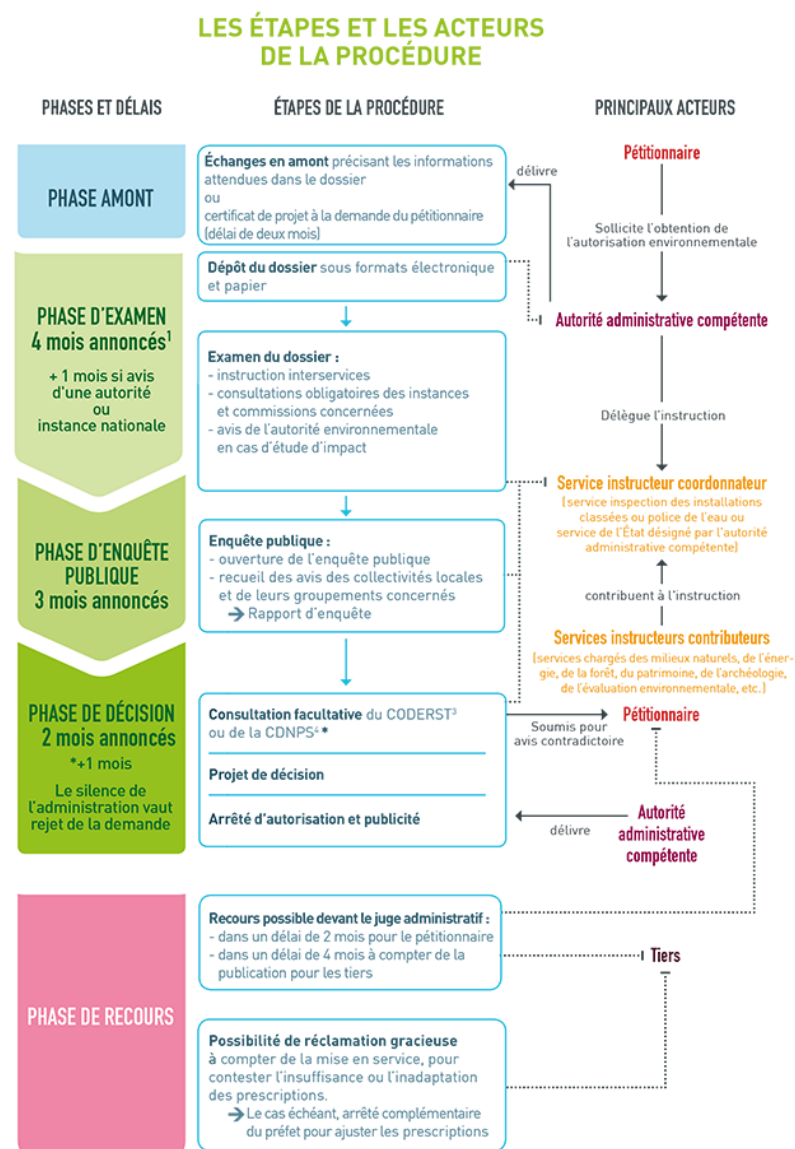 LES ÉTAPES ET LES ACTEURS
DE LA PROCÉDURE
PHASES ET DÉLAIS
ÉTAPES DE LA PROCÉDURE
PRINCIPAUX ACTEURS
PHASE AMONT
Échanges en amont précisant les informations
attendues dans le dossier
ou
certificat de projet à la demande du pétitionnaire
(délai de deux mois)
délivre
Pétitionnaire
Sollicite l'obtention de
l'autorisation environnementale
PHASE D'EXAMEN
4 mois annoncés¹
+ 1 mois si avis
d'une autorité
ou
instance nationale
Dépôt du dossier sous formats électronique
et papier
Autorité administrative compétente
Examen du dossier :
- instruction interservices
- consultations obligatoires des instances
et commissions concernées
- avis de l'autorité environnementale
en cas d'étude d'impact
Délègue l'instruction
Service instructeur coordonnateur
(service inspection des installations
classées ou police de l'eau ou
service de l'État désigné par l'autorité
administrative compétente)
PHASE D'ENQUÊTE
PUBLIQUE
3 mois annoncés
Enquête publique :
- ouverture de l'enquête publique
- recueil des avis des collectivités locales
et de leurs groupements concernés
→ Rapport d'enquête
contribuent à l'instruction
Services instructeurs contributeurs
(services chargés des milieux naturels, de l'éner-
gie, de la forêt, du patrimoine, de l'archéologie,
de l'évaluation environnementale, etc.)
PHASE DE DÉCISION
2 mois annoncés
*+1 mois
Le silence de
l'administration vaut
rejet de la demande
Consultation facultative du CODERST³
ou de la CDNPS⁴ *
Projet de décision
Arrêté d'autorisation et publicité
Soumis pour
avis contradictoire
Pétitionnaire
délivre
Autorité
administrative
compétente
PHASE DE RECOURS
Recours possible devant le juge administratif :
- dans un délai de 2 mois pour le pétitionnaire
- dans un délai de 4 mois à compter de la
publication pour les tiers
Tiers
Possibilité de réclamation gracieuse
à compter de la mise en service, pour
contester l'insuffisance ou l'inadaptation
des prescriptions.
→ Le cas échéant, arrêté complémentaire
du préfet pour ajuster les prescriptions